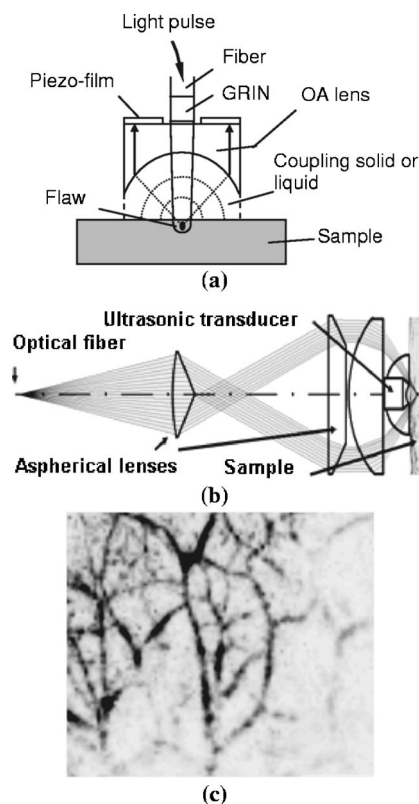 Light pulse
Fiber
Piezo-film
GRIN
OA lens
Coupling solid or
liquid
Flaw
Sample
(a)
Ultrasonic transducer
Optical fiber
Aspherical lenses
Sample
(b)
(c)